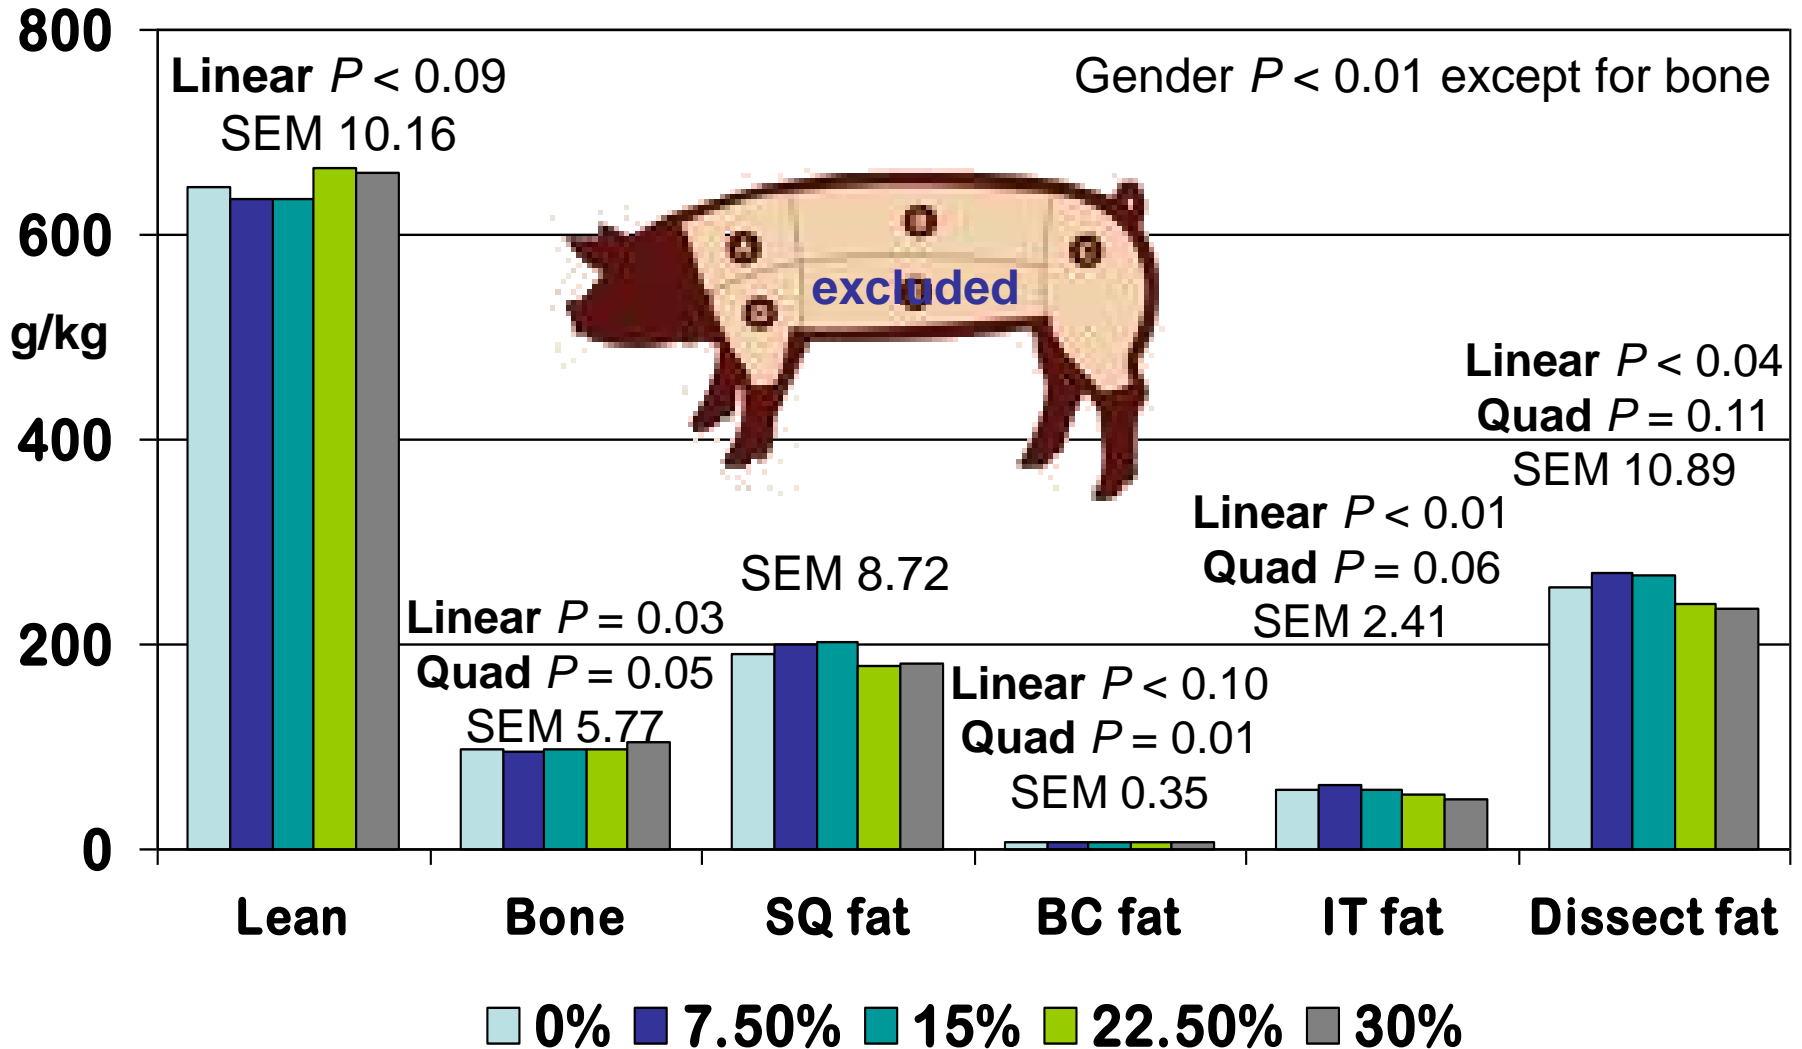 800
Linear P < 0.09
SEM 10.16
Gender P < 0.01 except for bone
600
excluded
g/kg
Linear P < 0.04
Quad P = 0.11
SEM 10.89
400
Linear P < 0.01
Quad P = 0.06
SEM 2.41
SEM 8.72
Linear P = 0.03
Quad P = 0.05
SEM 5.77
200
Linear P < 0.10
Quad P = 0.01
SEM 0.35
0
Lean Bone SQ fat BC fat IT fat Dissect fat
0% 7.50% 15% 22.50% 30%